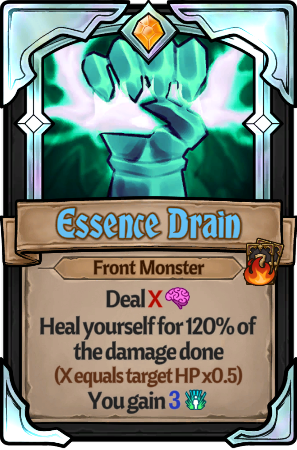 Essence Drain
Front Monster
Deal X
Heal yourself for 120% of
the damage done
(X equals target HP x0.5)
You gain 3